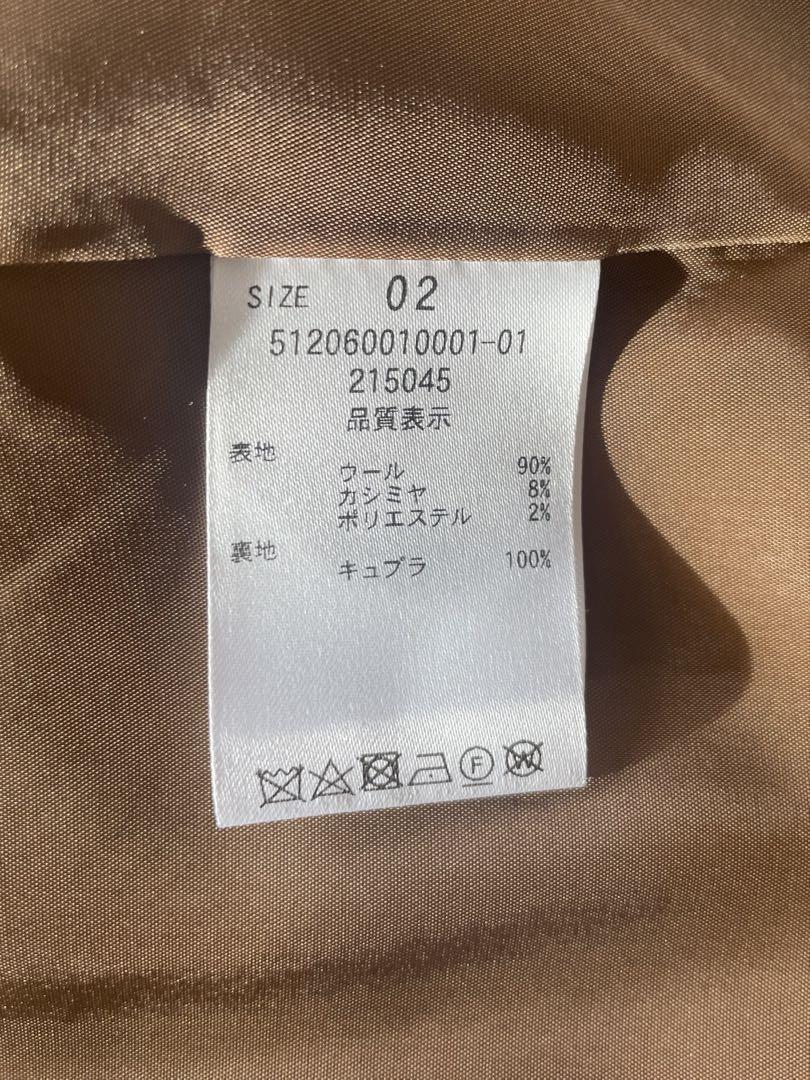 SIZE 02
512060010001-01
215045
品質表示
表地
ウール 90%
カシミヤ 8%
ポリエステル 2%
裏地
キュプラ 100%
F W